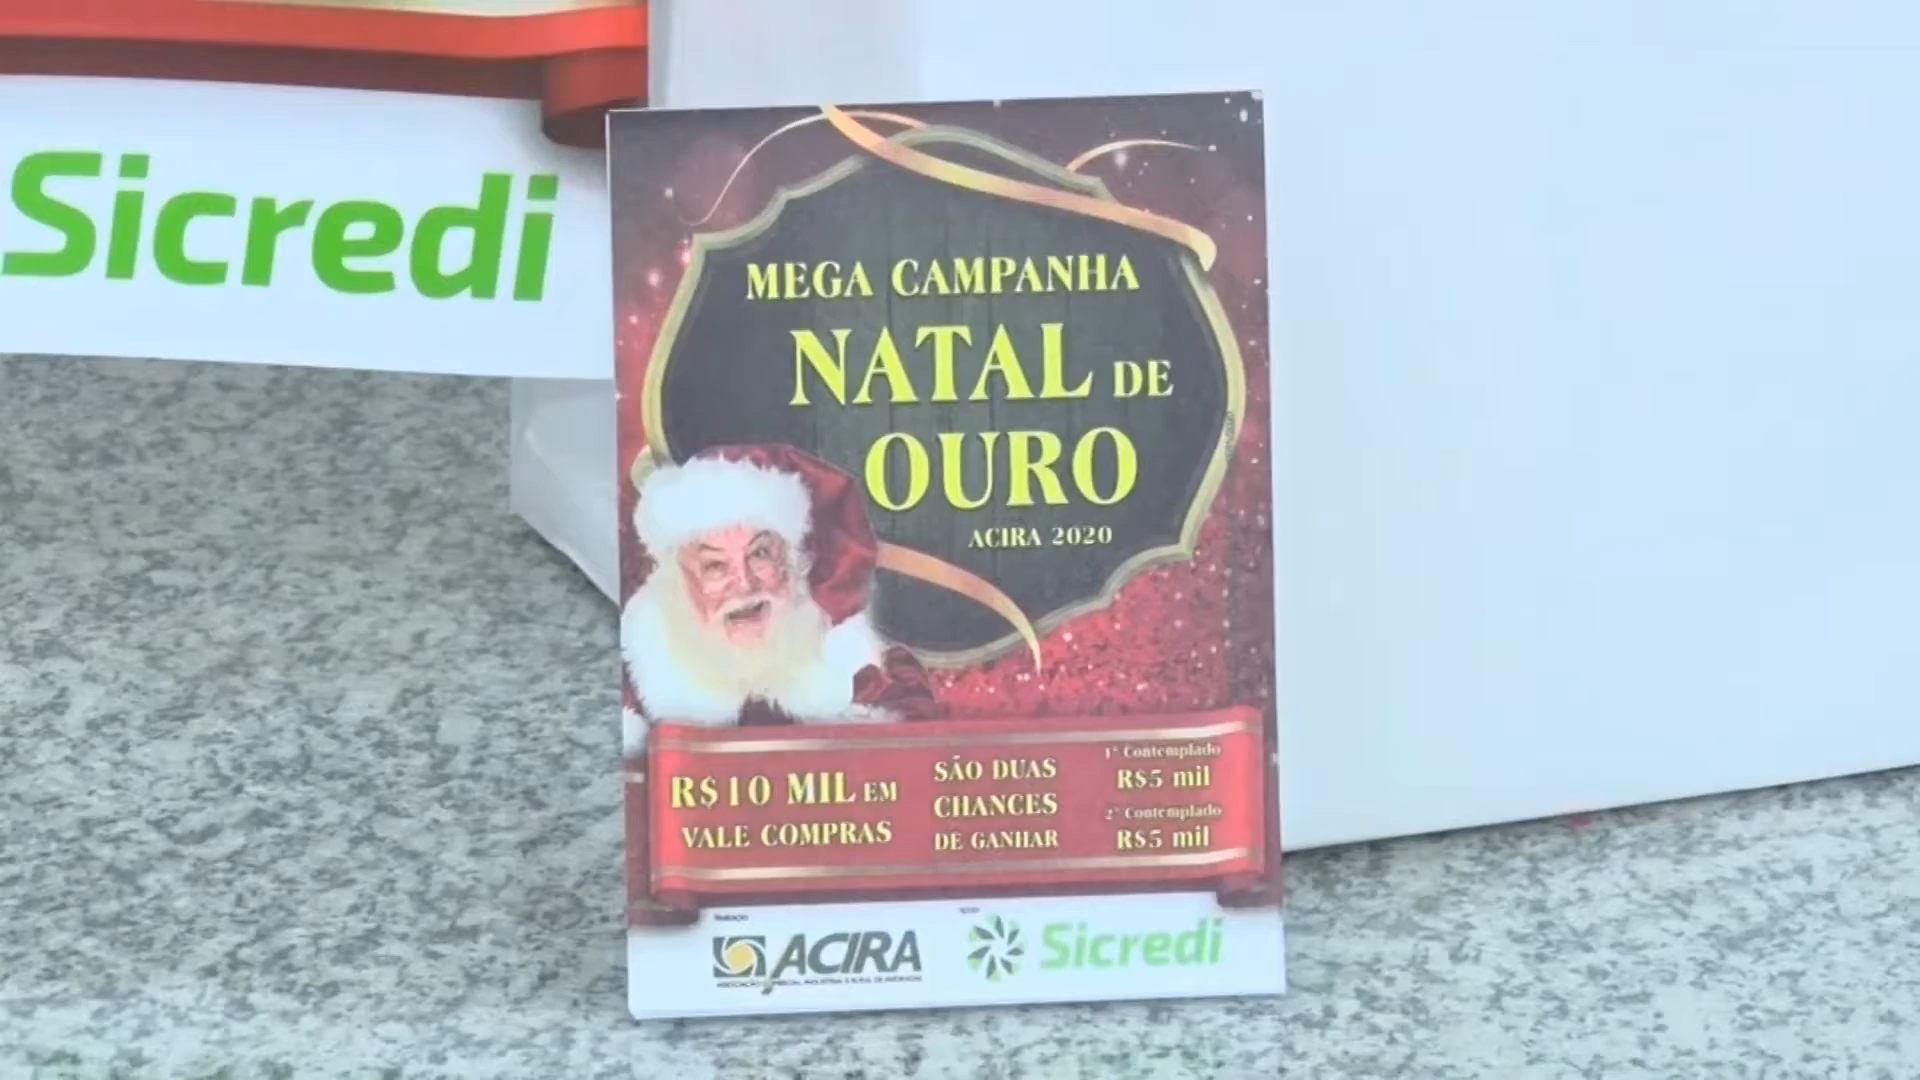 Sicredi
MEGA CAMPANHA
NATAL DE
OURO
ACIRA 2020
R$10 MIL EM
VALE COMPRAS
SÃO DUAS
CHANCES
DE GANHAR
1º Contemplado
R$5 mil
2º Contemplado
R$5 mil
ACIRA
Sicredi